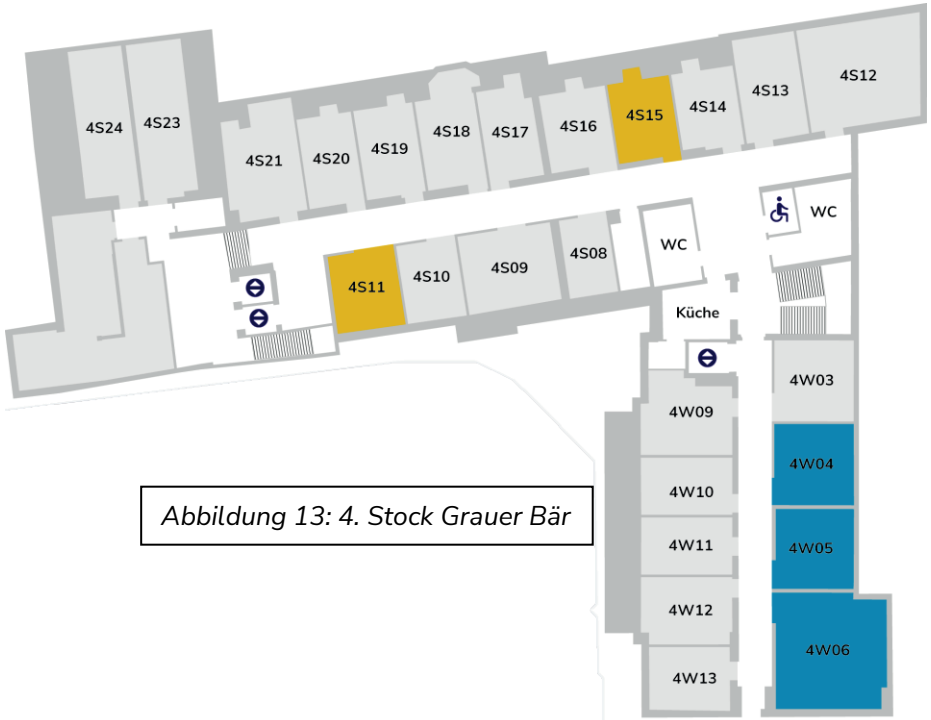 4S12
4S13
4S14
4S15
4S16
4S17
4S18
4S19
4S20
4S21
4S23
4S24
WC
WC
4S08
4S09
4S10
4S11
Küche
4W03
4W04
4W05
4W06
4W09
4W10
4W11
4W12
4W13
Abbildung 13: 4. Stock Grauer Bär